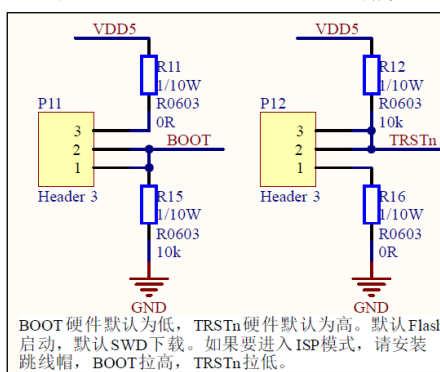 VDD5
VDD5
R11
1/10W
R0603
0R
R12
1/10W
R0603
10k
P11
P12
3
2
1
3
2
1
BOOT
TRSTn
Header 3
Header 3
R15
1/10W
R0603
10k
R16
1/10W
R0603
0R
GND
GND
BOOT硬件默认为低，TRSTn硬件默认为高。默认Flash
启动，默认SWD下载。如果要进入ISP模式，请安装
跳线帽，BOOT拉高，TRSTn拉低。